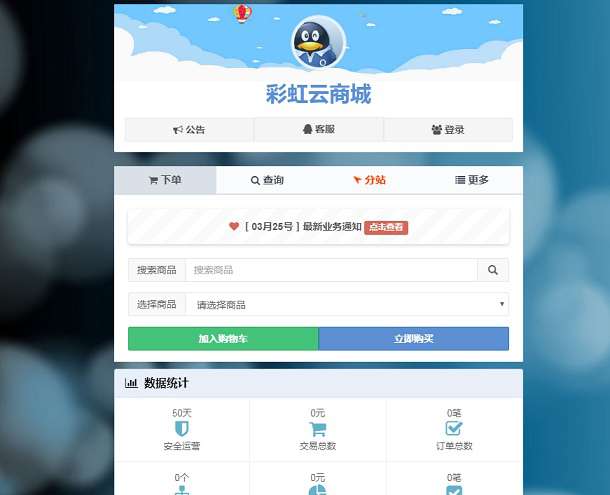 彩虹云商城
公告 客服 登录
下单 查询 分站 更多
[ 03月25号 ] 最新业务通知 点击查看
搜索商品 搜索商品
选择商品 请选择商品
加入购物车 立即购买
数据统计
50天 0元 0笔
安全运营 交易总数 订单总数
0个 0元 0笔